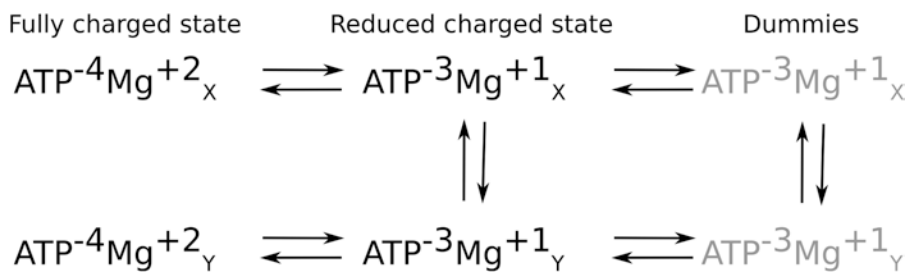 Fully charged state Reduced charged state Dummies
ATP⁻⁴Mg⁺²ₓ ATP⁻³Mg⁺¹ₓ ATP⁻³Mg⁺¹ₓ
ATP⁻⁴Mg⁺²Y ATP⁻³Mg⁺¹Y ATP⁻³Mg⁺¹Y